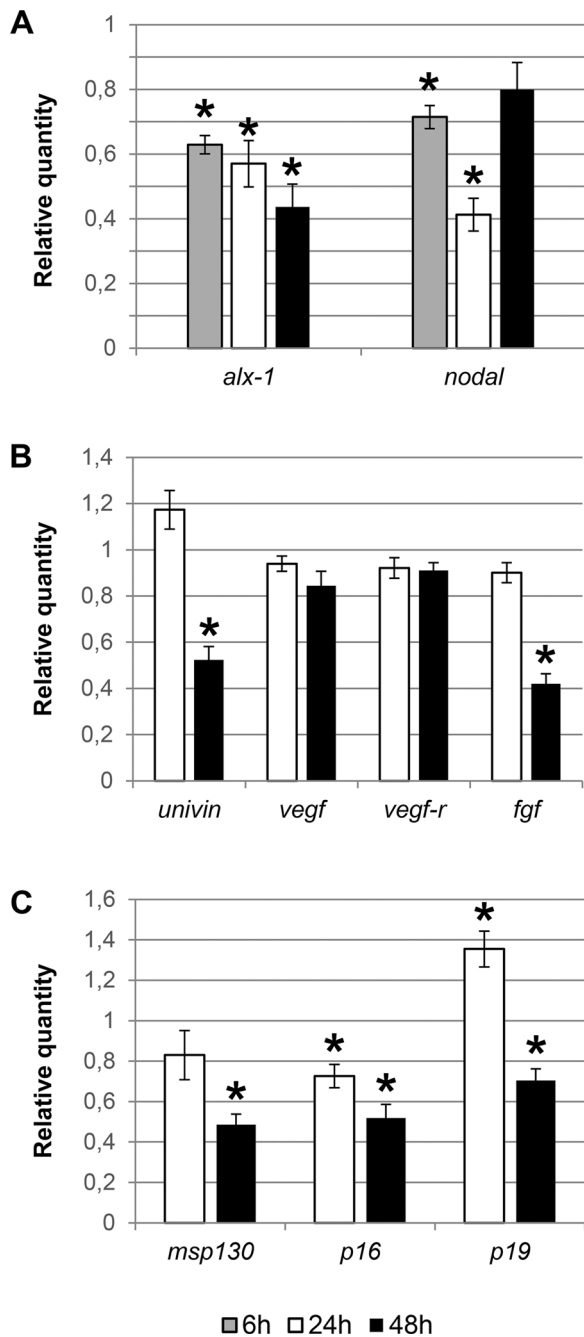 A
Relative quantity
1
0,8
0,6
0,4
0,2
0
* * * * *
alx-1 nodal
B
Relative quantity
1,4
1,2
1
0,8
0,6
0,4
0,2
0
* *
univin vegf vegf-r fgf
C
Relative quantity
1,6
1,4
1,2
1
0,8
0,6
0,4
0,2
0
* * * * *
msp130 p16 p19
6h 24h 48h